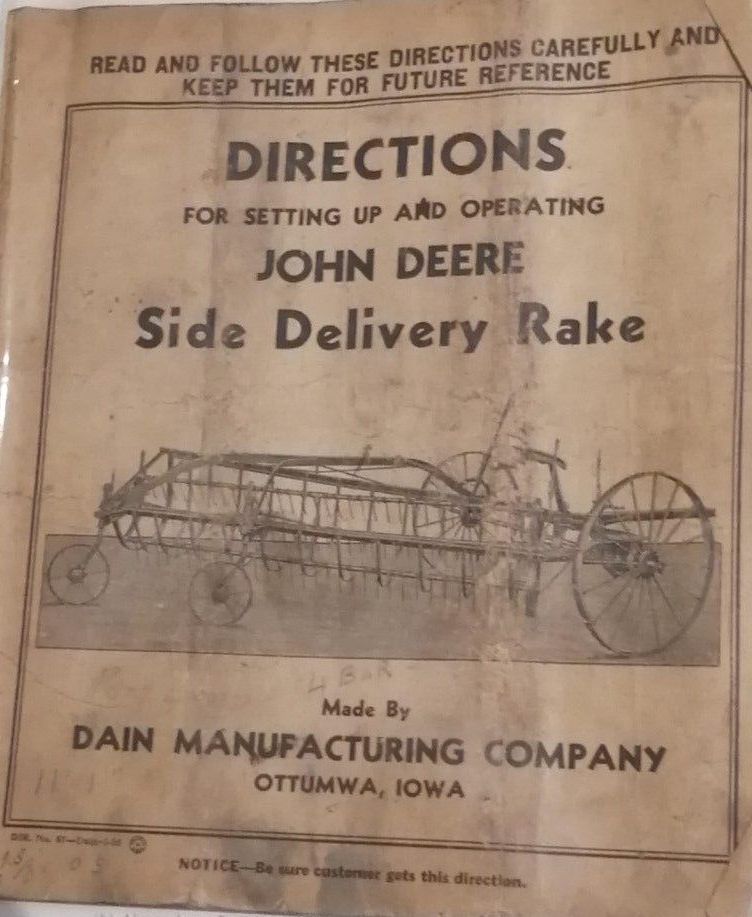 READ AND FOLLOW THESE DIRECTIONS CAREFULLY AND
KEEP THEM FOR FUTURE REFERENCE
DIRECTIONS
FOR SETTING UP AND OPERATING
JOHN DEERE
Side Delivery Rake
4 BAR
Made By
DAIN MANUFACTURING COMPANY
OTTUMWA, IOWA
DIR. No.
NOTICE—Be sure customer gets this direction.